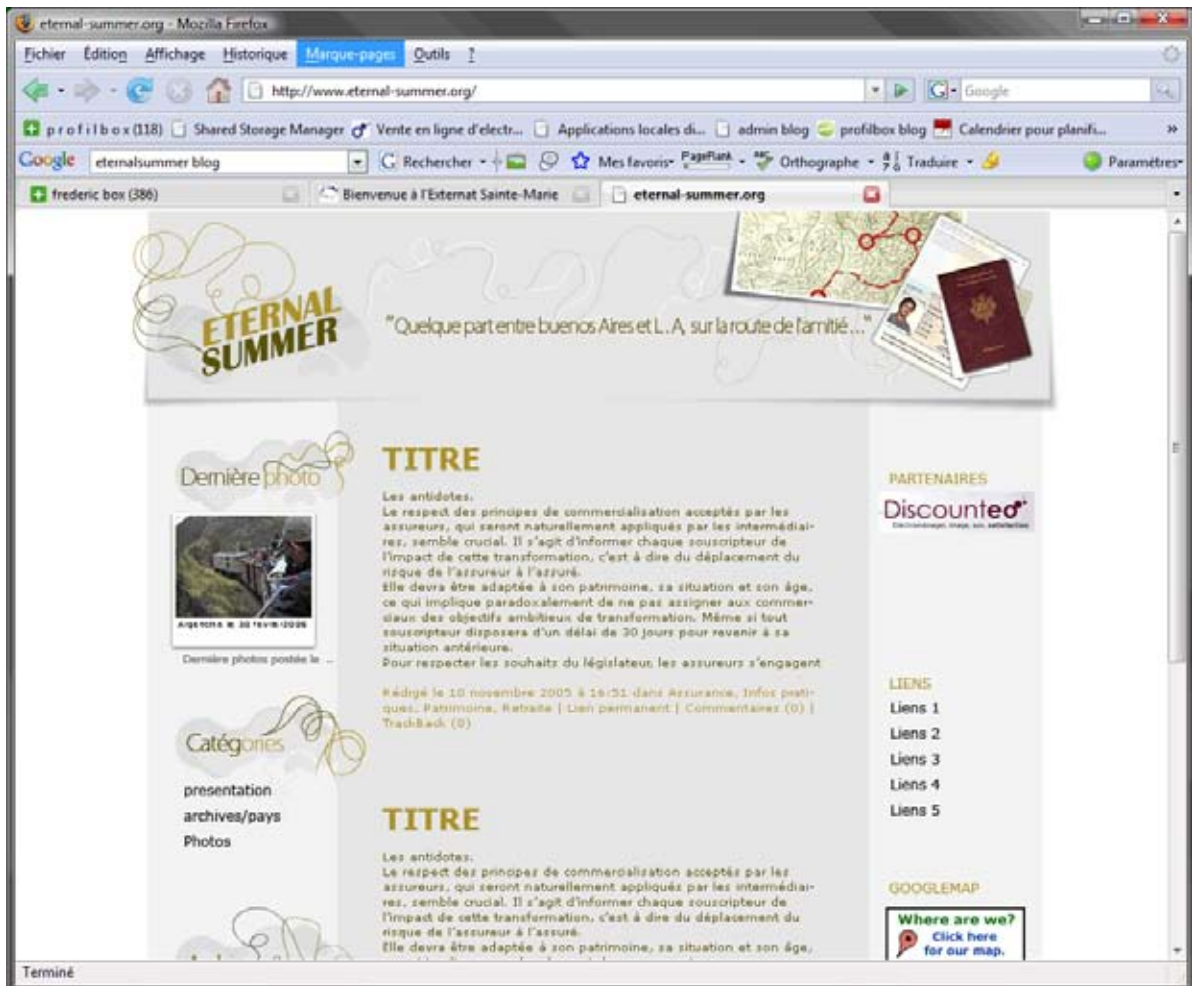 eternal-summer.org - Mozilla Firefox
Fichier Édition Affichage Historique Marque-pages Outils ?
http://www.eternal-summer.org/ Google
profilbox (118) Shared Storage Manager Vente en ligne d'electr... Applications locales di... admin blog profilbox blog Calendrier pour planifi... »
Google eternalsummer blog Rechercher Mes favoris PageRank Orthographe Traduire Paramètres
frederic box (386) Bienvenue à l'Externat Sainte-Marie eternal-summer.org
ETERNAL
SUMMER
"Quelque part entre buenos Aires et L.A, sur la route de l'amitié ..."
Dernière photo
Dernière photos postée le ...
Catégories
presentation
archives/pays
Photos
TITRE
Les antidotes.
Le respect des principes de commercialisation acceptés par les
assureurs, qui seront naturellement appliqués par les intermédiai-
res, semble crucial. Il s'agit d'informer chaque souscripteur de
l'impact de cette transformation, c'est à dire du déplacement du
risque de l'assureur à l'assuré.
Elle devra être adaptée à son patrimoine, sa situation et son âge,
ce qui implique paradoxalement de ne pas assigner aux commer-
ciaux des objectifs ambitieux de transformation. Même si tout
souscripteur disposera d'un délai de 30 jours pour revenir à sa
situation antérieure.
Pour respecter les souhaits du législateur, les assureurs s'engagent
Rédigé le 10 novembre 2005 à 16:51 dans Assurance, Infos prati-
ques, Patrimoine, Retraite | Lien permanent | Commentaires (0) |
TrackBack (0)
TITRE
Les antidotes.
Le respect des principes de commercialisation acceptés par les
assureurs, qui seront naturellement appliqués par les intermédiai-
res, semble crucial. Il s'agit d'informer chaque souscripteur de
l'impact de cette transformation, c'est à dire du déplacement du
risque de l'assureur à l'assuré.
Elle devra être adaptée à son patrimoine, sa situation et son âge,
PARTENAIRES
Discounteo
Electroménager, image, son, satisfaction
LIENS
Liens 1
Liens 2
Liens 3
Liens 4
Liens 5
GOOGLEMAP
Where are we?
Click here
for our map.
Terminé